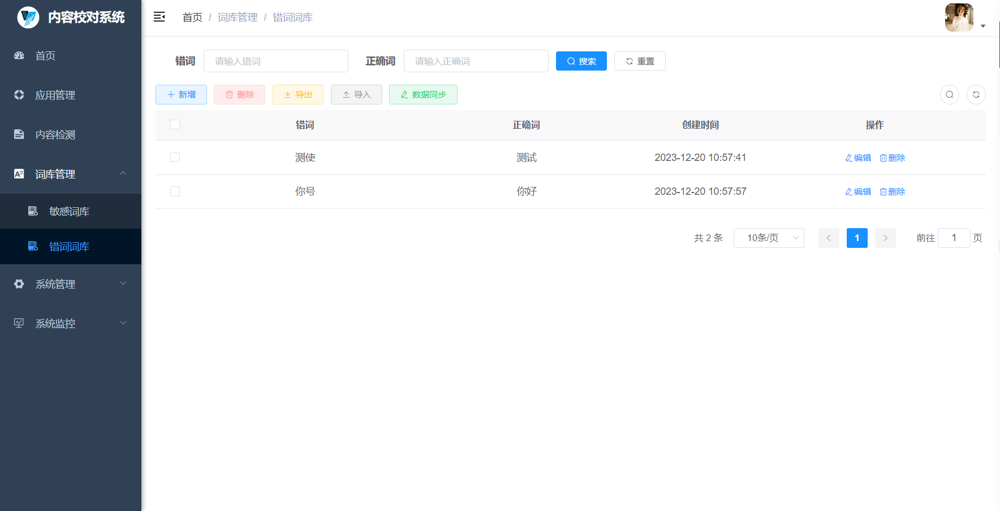 内容校对系统
首页
应用管理
内容检测
词库管理
敏感词库
错词词库
系统管理
系统监控
首页 / 词库管理 / 错词词库
错词 请输入错词 正确词 请输入正确词 搜索 重置
新增 删除 导出 导入 数据同步
错词 正确词 创建时间 操作
测使 测试 2023-12-20 10:57:41 编辑 删除
你号 你好 2023-12-20 10:57:57 编辑 删除
共 2 条 10条/页 1 前往 1 页